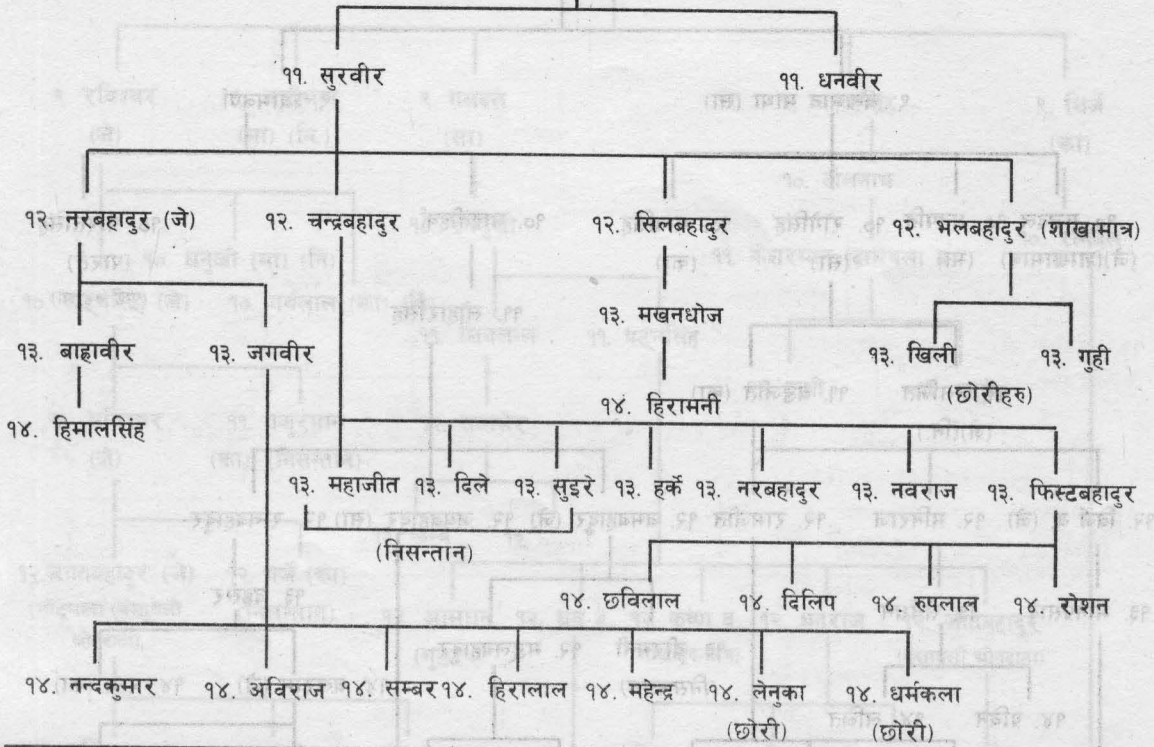 ११. सुरवीर ११. धनवीर
१२. नरबहादुर (जे) १२. चन्द्रबहादुर १२. सिलबहादुर १२. भलबहादुर (शाखामात्र)
१३. मखनधोज
१३. बाह्रावीर १३. जगवीर १३. खिली १३. गुही
(छोरीहरु)
१४. हिरामनी
१४. हिमालसिंह
१३. महाजीत १३. दिले १३. सुइरे १३. हर्के १३. नरबहादुर १३. नवराज १३. फिस्टबहादुर
(निसन्तान)
१४. छविलाल १४. दिलिप १४. रुपलाल १४. रोशन
१४. नन्दकुमार १४. अविराज १४. सम्बर १४. हिरालाल १४. महेन्द्र १४. लेनुका १४. धर्मकला
(छोरी) (छोरी)